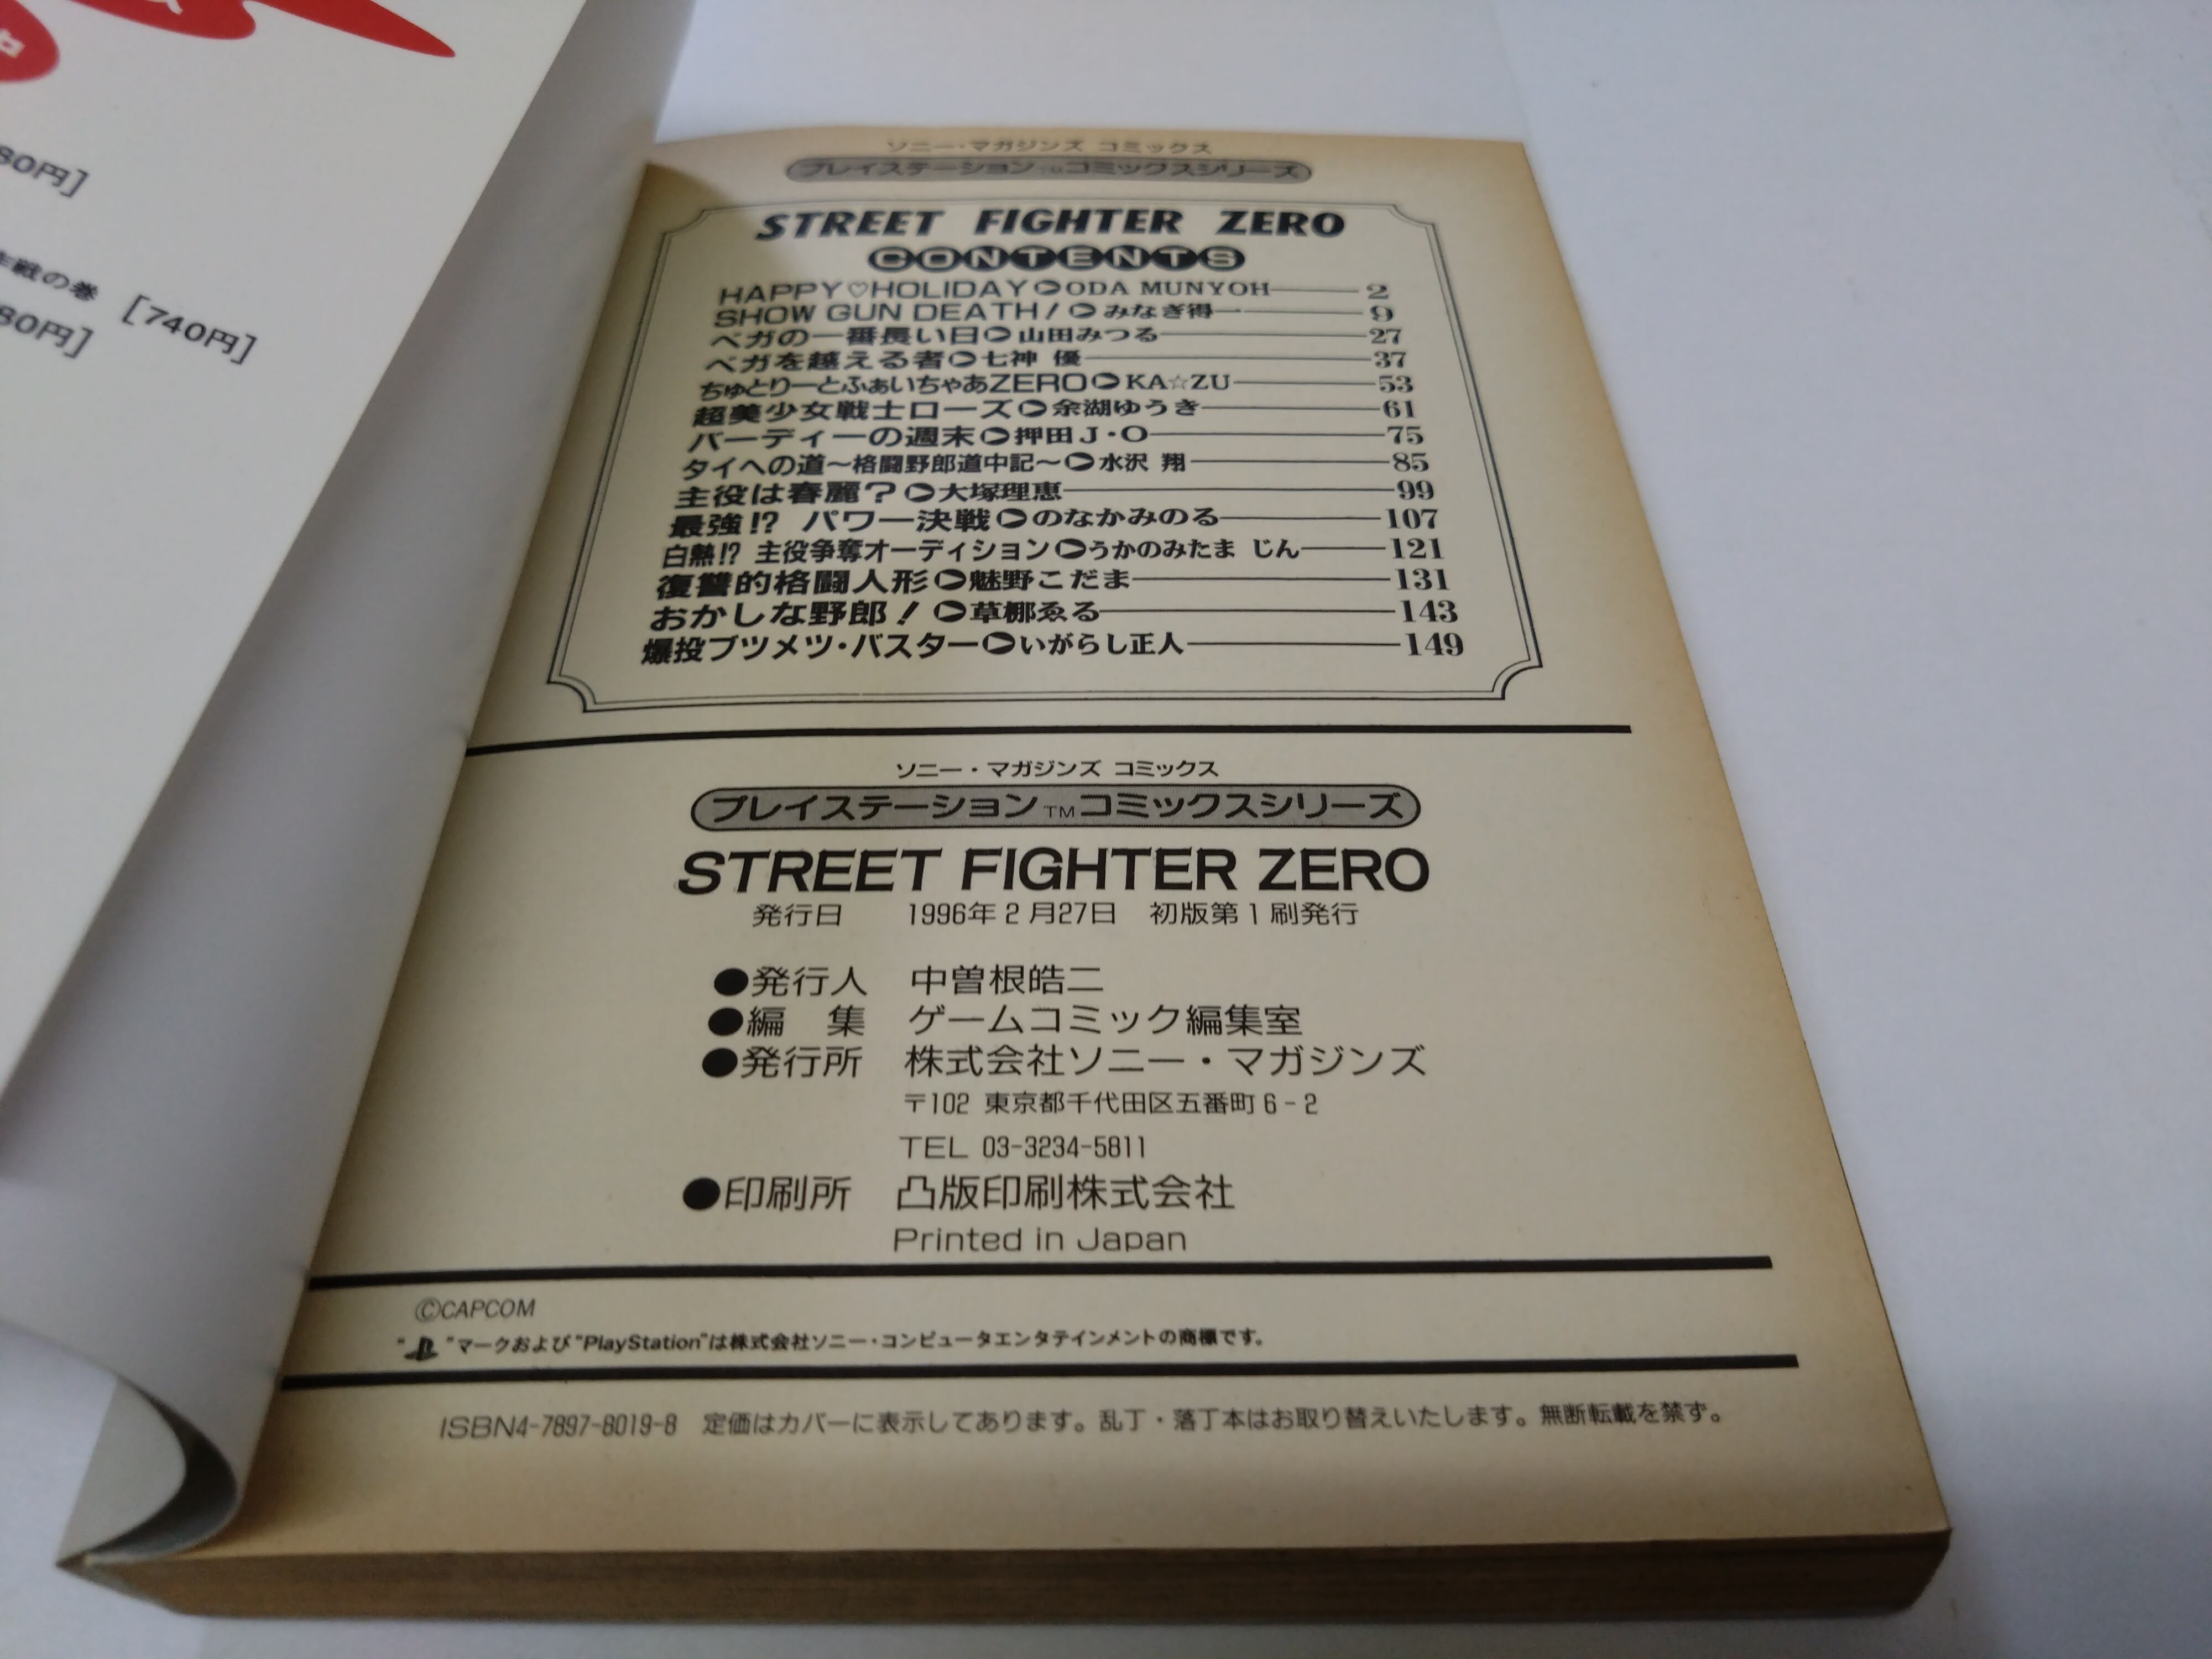 80円]
作戦の巻 [740円]
80円]
ソニー・マガジンズ コミックス
プレイステーション™コミックスシリーズ
STREET FIGHTER ZERO
CONTENTS
HAPPY♡HOLIDAY▶ODA MUNYOH 2
SHOW GUN DEATH!▶みなぎ得一 9
ベガの一番長い日▶山田みつる 27
ベガを越える者▶七神 優 37
ちゅとりーとふぁいちゃあZERO▶KA☆ZU 53
超美少女戦士ローズ▶余湖ゆうき 61
バーディーの週末▶押田J・O 75
タイへの道〜格闘野郎道中記〜▶水沢 翔 85
主役は春麗?▶大塚理恵 99
最強!? パワー決戦▶のなかみのる 107
白熱!? 主役争奪オーディション▶うかのみたま じん 121
復讐的格闘人形▶魅野こだま 131
おかしな野郎!▶草梛ゑる 143
爆投ブツメツ・バスター▶いがらし正人 149
ソニー・マガジンズ コミックス
プレイステーション™コミックスシリーズ
STREET FIGHTER ZERO
発行日 1996年2月27日 初版第1刷発行
●発行人 中曽根皓二
●編 集 ゲームコミック編集室
●発行所 株式会社ソニー・マガジンズ
〒102 東京都千代田区五番町6-2
TEL 03-3234-5811
●印刷所 凸版印刷株式会社
Printed in Japan
©CAPCOM
“ ”マークおよび“PlayStation”は株式会社ソニー・コンピュータエンタテインメントの商標です。
ISBN4-7897-8019-8 定価はカバーに表示してあります。乱丁・落丁本はお取り替えいたします。無断転載を禁ず。